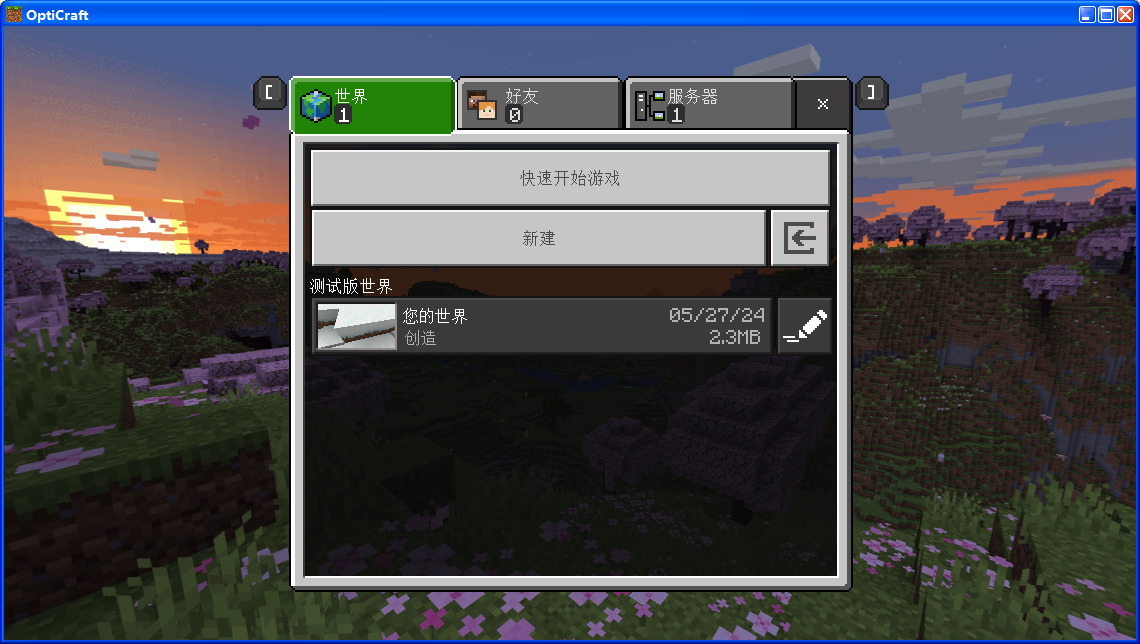 OptiCraft
[ 世界 1 好友 0 服务器 1 × ]
快速开始游戏
新建
测试版世界
您的世界 05/27/24
创造 2.3MB